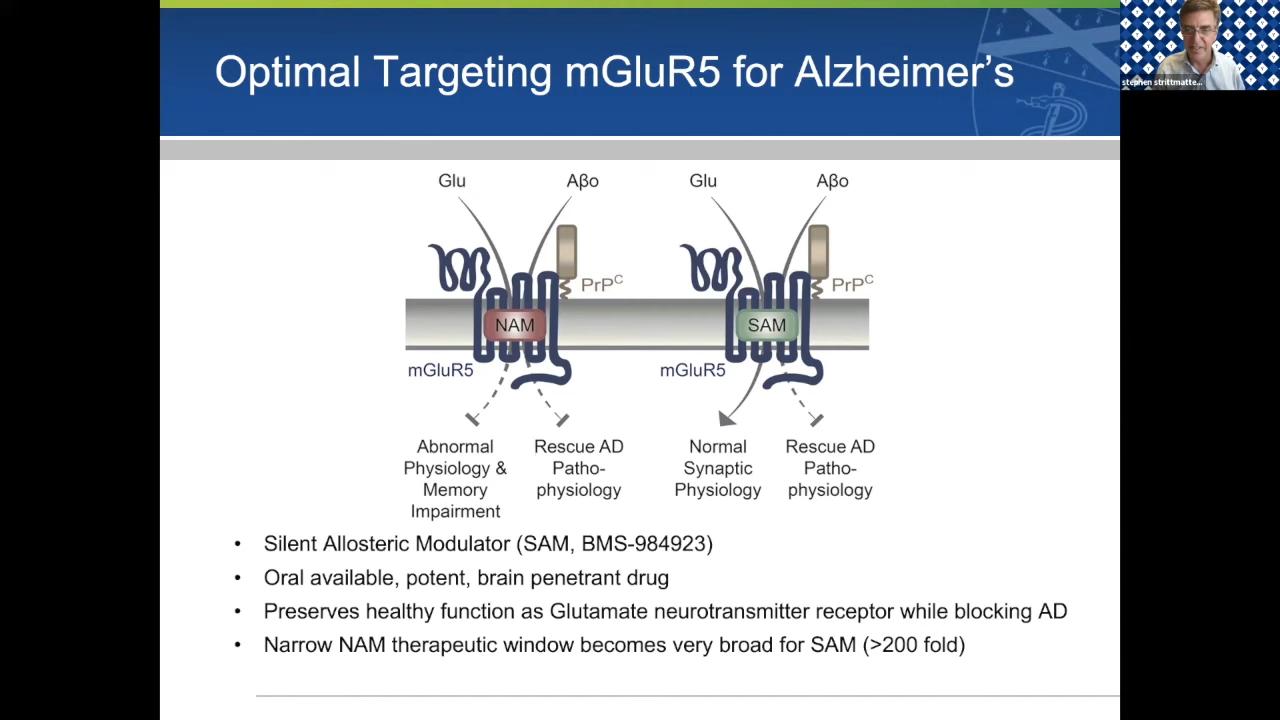 Optimal Targeting mGluR5 for Alzheimer's
stephen strittmatte...
Glu
Aβo
Glu
Aβo
PrPᶜ
PrPᶜ
NAM
SAM
mGluR5
mGluR5
Abnormal
Physiology &
Memory
Impairment
Rescue AD
Patho-
physiology
Normal
Synaptic
Physiology
Rescue AD
Patho-
physiology
• Silent Allosteric Modulator (SAM, BMS-984923)
• Oral available, potent, brain penetrant drug
• Preserves healthy function as Glutamate neurotransmitter receptor while blocking AD
• Narrow NAM therapeutic window becomes very broad for SAM (>200 fold)